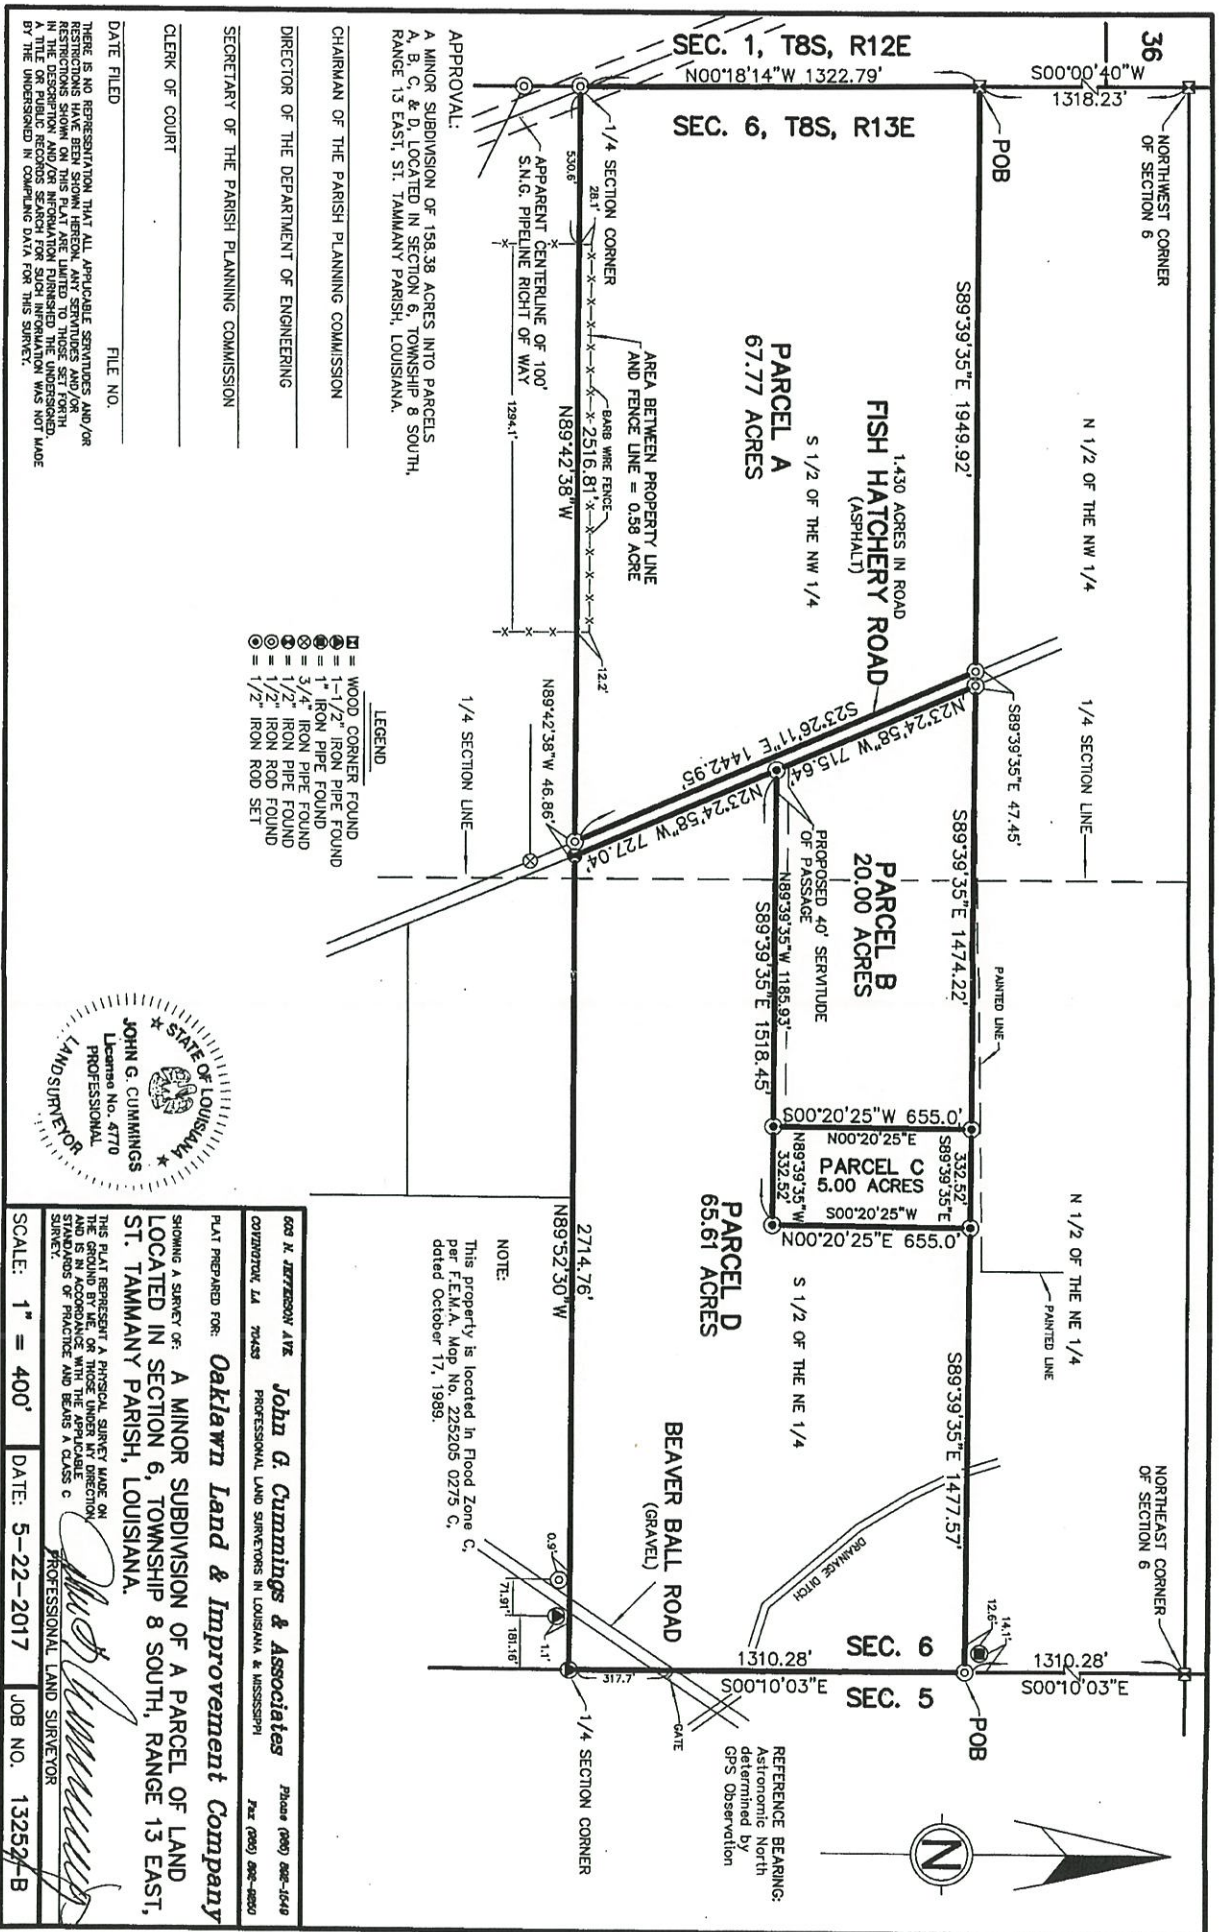 36
SEC. 1, T8S, R12E
N00°18'14"W 1322.79'
S00°00'40"W
1318.23'
SEC. 6, T8S, R13E
POB
NORTHWEST CORNER
OF SECTION 6
N 1/2 OF THE NW 1/4
1/4 SECTION LINE
PAINTED LINE
N 1/2 OF THE NE 1/4
PAINTED LINE
NORTHEAST CORNER
OF SECTION 6
S89°39'35"E 1949.92'
S89°39'35"E 47.45'
S89°39'35"E 1474.22'
332.52'
S89°39'35"E
S89°39'35"E 1477.57'
14.1'
12.6'
POB
1310.28'
S00°10'03"E
SEC. 6
SEC. 5
1310.28'
S00°10'03"E
1.430 ACRES IN ROAD
FISH HATCHERY ROAD
(ASPHALT)
S 1/2 OF THE NW 1/4
PARCEL A
67.77 ACRES
S23°26'11"E 1442.95'
N23°24'58"W 715.64'
N23°24'58"W 727.04'
PARCEL B
20.00 ACRES
PROPOSED 40' SERVITUDE
OF PASSAGE
N89°39'35"W 1185.93'
S89°39'35"E 1518.45'
S00°20'25"W 655.0'
N00°20'25"E
PARCEL C
5.00 ACRES
S00°20'25"W
N00°20'25"E 655.0'
N89°39'35"W
332.52'
PARCEL D
65.61 ACRES
S 1/2 OF THE NE 1/4
DRAINAGE DITCH
BEAVER BALL ROAD
(GRAVEL)
GATE
317.7'
1/4 SECTION CORNER
REFERENCE BEARING:
Astronomic North
determined by
GPS Observation
N
1/4 SECTION CORNER
AREA BETWEEN PROPERTY LINE
AND FENCE LINE = 0.58 ACRE
BARB WIRE FENCE
28.1'
530.6'
2516.81'
N89°42'38"W
12.2'
1294.1'
APPARENT CENTERLINE OF 100'
S.N.G. PIPELINE RIGHT OF WAY
N89°42'38"W 46.86'
1/4 SECTION LINE
2714.76'
N89°52'30"W
0.9'
71.91'
1.1'
181.16'
NOTE:
This property is located in Flood Zone C,
per F.E.M.A. Map No. 225205 0275 C,
dated October 17, 1989.
APPROVAL:
A MINOR SUBDIVISION OF 158.38 ACRES INTO PARCELS
A, B, C, & D, LOCATED IN SECTION 6, TOWNSHIP 8 SOUTH,
RANGE 13 EAST, ST. TAMMANY PARISH, LOUISIANA.
CHAIRMAN OF THE PARISH PLANNING COMMISSION
DIRECTOR OF THE DEPARTMENT OF ENGINEERING
SECRETARY OF THE PARISH PLANNING COMMISSION
CLERK OF COURT
DATE FILED FILE NO.
THERE IS NO REPRESENTATION THAT ALL APPLICABLE SERVITUDES AND/OR
RESTRICTIONS HAVE BEEN SHOWN HEREON. ANY SERVITUDES AND/OR
RESTRICTIONS SHOWN ON THIS PLAT ARE LIMITED TO THOSE SET FORTH
IN THE DESCRIPTION AND/OR INFORMATION FURNISHED THE UNDERSIGNED.
A TITLE OR PUBLIC RECORDS SEARCH FOR SUCH INFORMATION WAS NOT MADE
BY THE UNDERSIGNED IN COMPILING DATA FOR THIS SURVEY.
LEGEND
= WOOD CORNER FOUND
= 1-1/2" IRON PIPE FOUND
= 1" IRON PIPE FOUND
= 3/4" IRON PIPE FOUND
= 1/2" IRON PIPE FOUND
= 1/2" IRON ROD FOUND
= 1/2" IRON ROD SET
STATE OF LOUISIANA
JOHN G. CUMMINGS
License No. 4770
PROFESSIONAL
LAND SURVEYOR
603 N. JEFFERSON AVE John G. Cummings & Associates Phone (985) 892-1549
COVINGTON, LA 70433 PROFESSIONAL LAND SURVEYORS IN LOUISIANA & MISSISSIPPI Fax (985) 892-9250
PLAT PREPARED FOR: Oaklawn Land & Improvement Company
SHOWING A SURVEY OF: A MINOR SUBDIVISION OF A PARCEL OF LAND
LOCATED IN SECTION 6, TOWNSHIP 8 SOUTH, RANGE 13 EAST,
ST. TAMMANY PARISH, LOUISIANA.
THIS PLAT REPRESENT A PHYSICAL SURVEY MADE ON
THE GROUND BY ME, OR THOSE UNDER MY DIRECTION,
AND IS IN ACCORDANCE WITH THE APPLICABLE
STANDARDS OF PRACTICE AND BEARS A CLASS C
SURVEY.
PROFESSIONAL LAND SURVEYOR
SCALE: 1" = 400' DATE: 5-22-2017 JOB NO. 13252-B